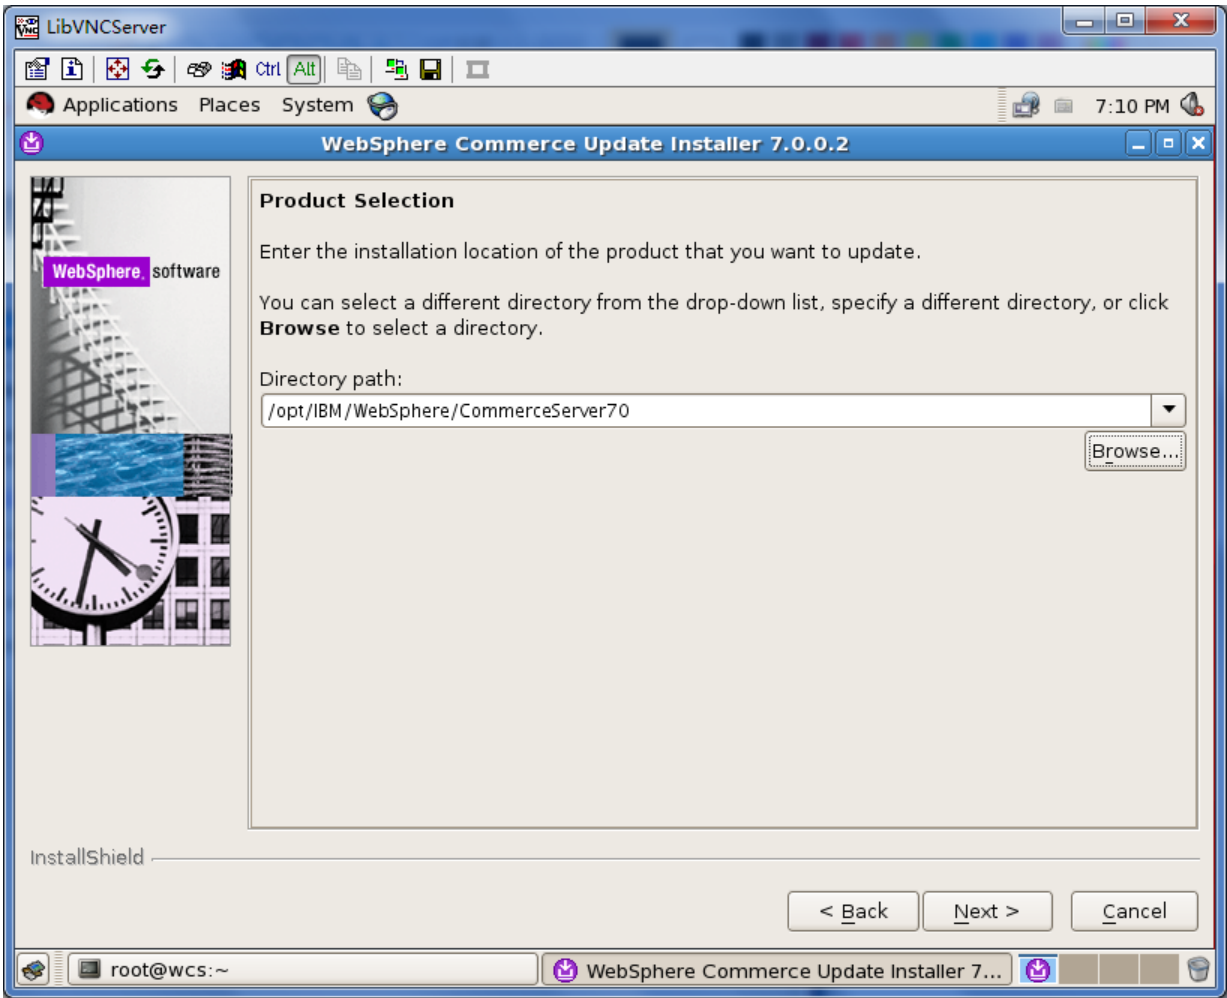 LibVNCServer
Ctrl Alt
Applications Places System 7:10 PM
WebSphere Commerce Update Installer 7.0.0.2
WebSphere. software
Product Selection
Enter the installation location of the product that you want to update.
You can select a different directory from the drop-down list, specify a different directory, or click
Browse to select a directory.
Directory path:
/opt/IBM/WebSphere/CommerceServer70
Browse...
InstallShield
< Back Next > Cancel
root@wcs:~ WebSphere Commerce Update Installer 7...